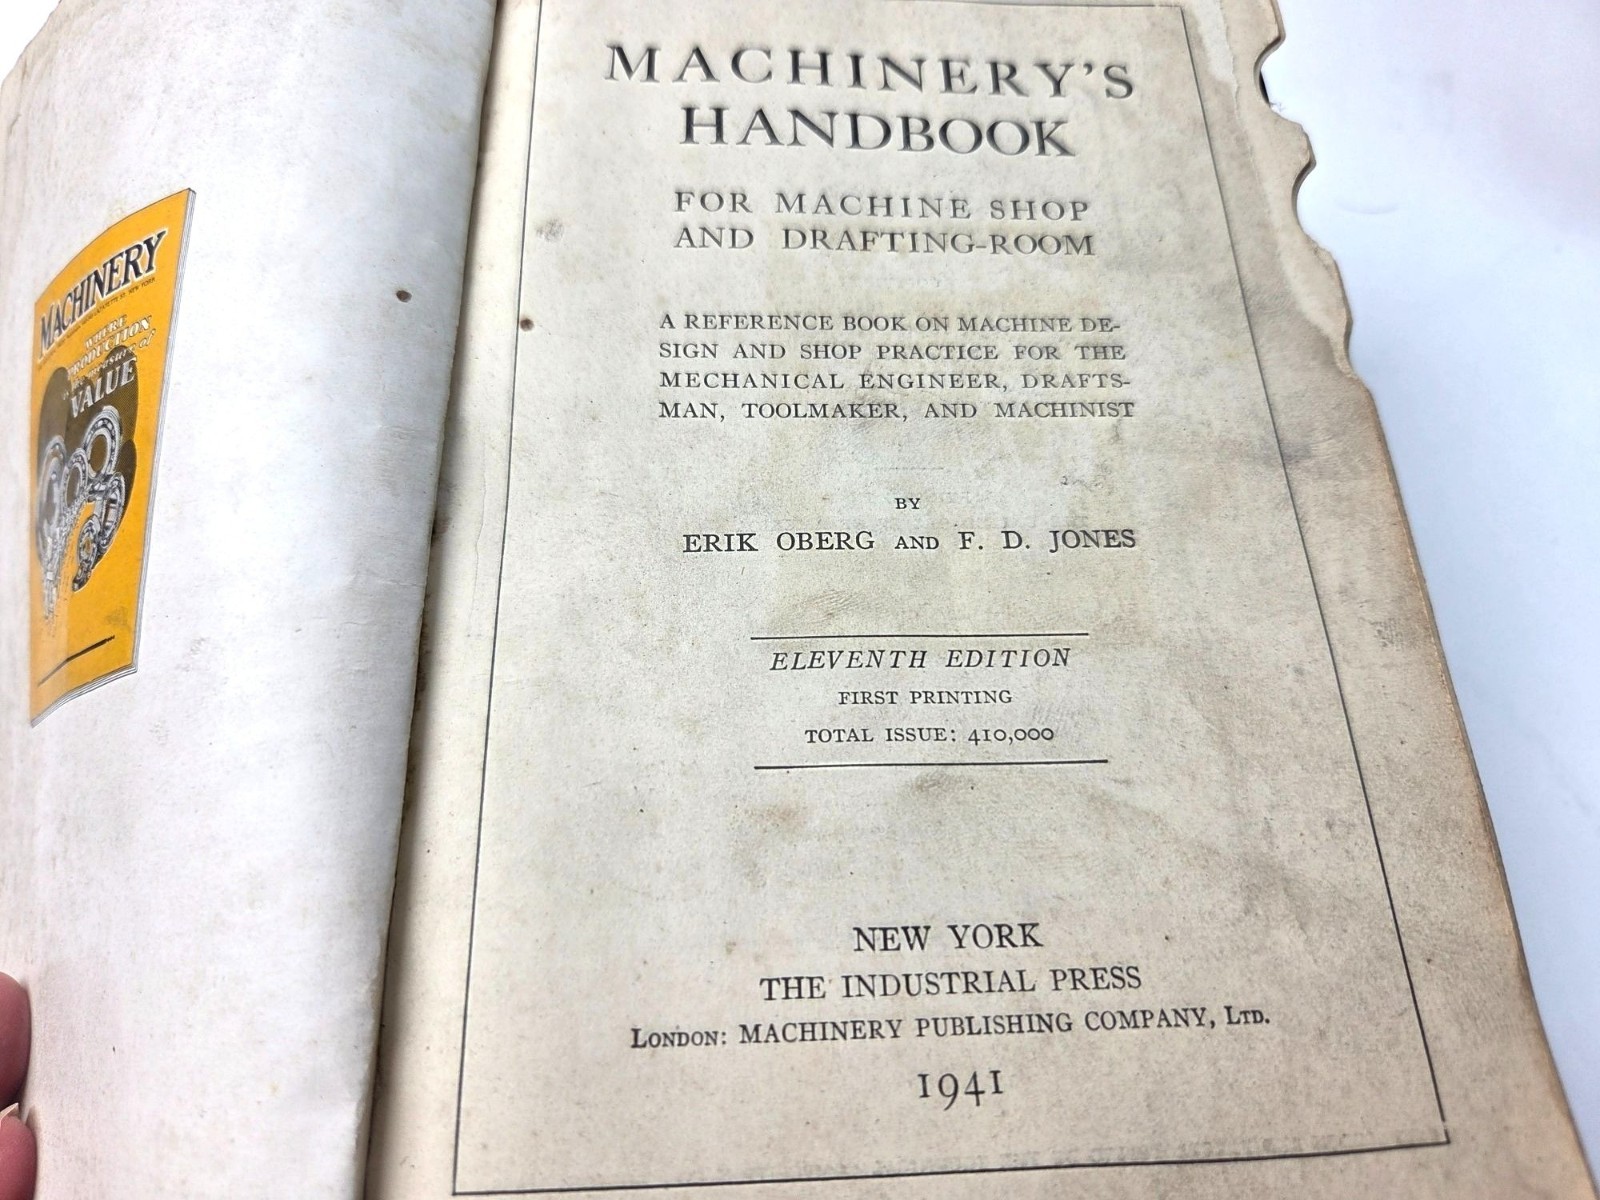 MACHINERY
WHERE
PRODUCTION
VALUE
MACHINERY'S
HANDBOOK
FOR MACHINE SHOP
AND DRAFTING-ROOM
A REFERENCE BOOK ON MACHINE DE-
SIGN AND SHOP PRACTICE FOR THE
MECHANICAL ENGINEER, DRAFTS-
MAN, TOOLMAKER, AND MACHINIST
BY
ERIK OBERG AND F. D. JONES
ELEVENTH EDITION
FIRST PRINTING
TOTAL ISSUE: 410,000
NEW YORK
THE INDUSTRIAL PRESS
LONDON: MACHINERY PUBLISHING COMPANY, LTD.
1941